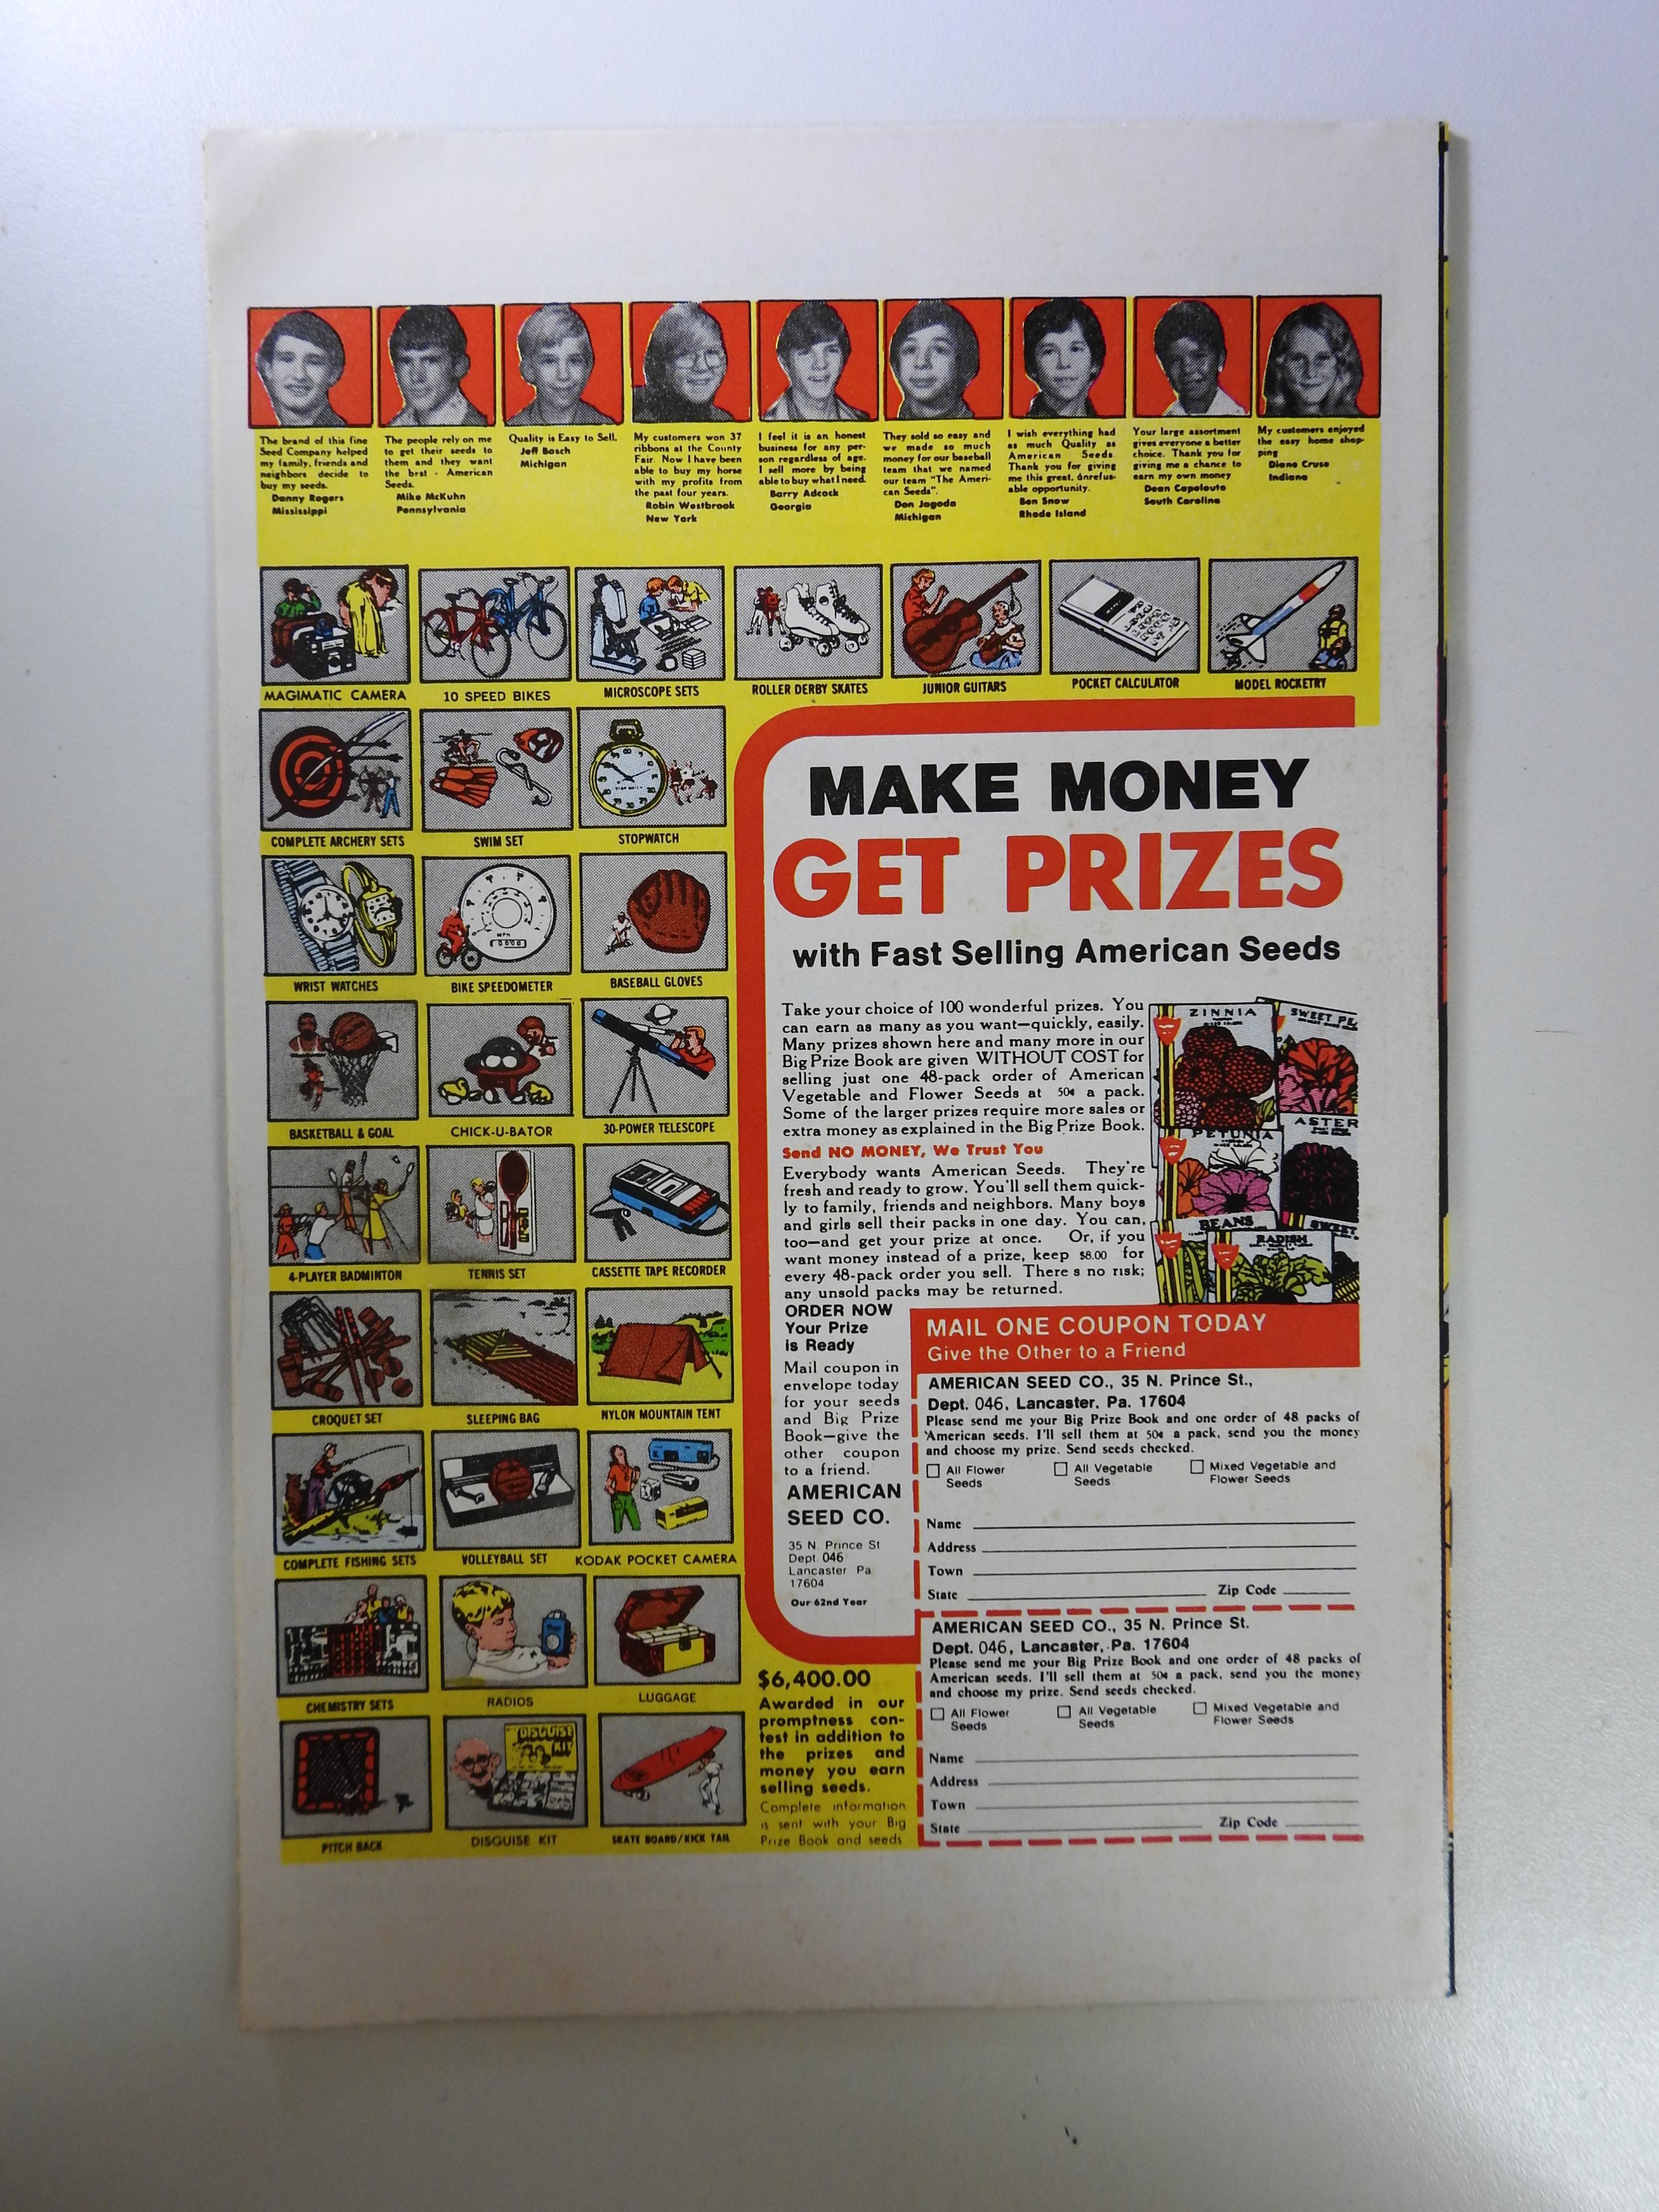 The brand of this fine
Seed Company helped
my family, friends and
neighbors decide to
buy my seeds.
Danny Rogers
Mississippi
The people rely on me
to get their seeds to
them and they want
the best - American
Seeds.
Mike McKuhn
Pennsylvania
Quality is Easy to Sell.
Jeff Bosch
Michigan
My customers won 37
ribbons at the County
Fair. Now I have been
able to buy my horse
with my profits from
the past four years.
Robin Westbrook
New York
I feel it is an honest
business for any per-
son regardless of age.
I sell more by being
able to buy what I need.
Barry Adcock
Georgia
They sold so easy and
we made so much
money for our baseball
team that we named
our team "The Ameri-
can Seeds".
Don Jagoda
Michigan
I wish everything had
as much Quality as
American Seeds.
Thank you for giving
me this great, unrefus-
able opportunity.
Ben Snow
Rhode Island
Your large assortment
gives everyone a better
choice. Thank you for
giving me a chance to
earn my own money
Dean Capelouto
South Carolina
My customers enjoyed
the easy home shop-
ping
Diane Cruse
Indiana
MAGIMATIC CAMERA
10 SPEED BIKES
MICROSCOPE SETS
ROLLER DERBY SKATES
JUNIOR GUITARS
POCKET CALCULATOR
MODEL ROCKETRY
COMPLETE ARCHERY SETS
SWIM SET
STOPWATCH
WRIST WATCHES
MPH
BIKE SPEEDOMETER
BASEBALL GLOVES
BASKETBALL & GOAL
CHICK-U-BATOR
30-POWER TELESCOPE
4-PLAYER BADMINTON
TENNIS SET
CASSETTE TAPE RECORDER
CROQUET SET
SLEEPING BAG
NYLON MOUNTAIN TENT
COMPLETE FISHING SETS
VOLLEYBALL SET
KODAK POCKET CAMERA
CHEMISTRY SETS
RADIOS
LUGGAGE
PITCH BACK
DISGUISE
KIT
DISGUISE KIT
SKATE BOARD/KICK TAIL
MAKE MONEY
GET PRIZES
with Fast Selling American Seeds
Take your choice of 100 wonderful prizes. You
can earn as many as you want—quickly, easily.
Many prizes shown here and many more in our
Big Prize Book are given WITHOUT COST for
selling just one 48-pack order of American
Vegetable and Flower Seeds at 50¢ a pack.
Some of the larger prizes require more sales or
extra money as explained in the Big Prize Book.
Send NO MONEY, We Trust You
Everybody wants American Seeds. They're
fresh and ready to grow. You'll sell them quick-
ly to family, friends and neighbors. Many boys
and girls sell their packs in one day. You can,
too—and get your prize at once. Or, if you
want money instead of a prize, keep $8.00 for
every 48-pack order you sell. There s no risk;
any unsold packs may be returned.
ZINNIA
SWEET PE
ASTER
PETUNIA
BEANS
SWEET
RADISH
ORDER NOW
Your Prize
is Ready
Mail coupon in
envelope today
for your seeds
and Big Prize
Book—give the
other coupon
to a friend.
AMERICAN
SEED CO.
35 N. Prince St
Dept. 046
Lancaster Pa
17604
Our 62nd Year
MAIL ONE COUPON TODAY
Give the Other to a Friend
AMERICAN SEED CO., 35 N. Prince St.,
Dept. 046, Lancaster, Pa. 17604
Please send me your Big Prize Book and one order of 48 packs of
American seeds. I'll sell them at 50¢ a pack, send you the money
and choose my prize. Send seeds checked.
All Flower
Seeds
All Vegetable
Seeds
Mixed Vegetable and
Flower Seeds
Name
Address
Town
State Zip Code
AMERICAN SEED CO., 35 N. Prince St.
Dept. 046, Lancaster, Pa. 17604
Please send me your Big Prize Book and one order of 48 packs of
American seeds. I'll sell them at 50¢ a pack, send you the money
and choose my prize. Send seeds checked.
All Flower
Seeds
All Vegetable
Seeds
Mixed Vegetable and
Flower Seeds
Name
Address
Town
State Zip Code
$6,400.00
Awarded in our
promptness con-
test in addition to
the prizes and
money you earn
selling seeds.
Complete information
is sent with your Big
Prize Book and seeds